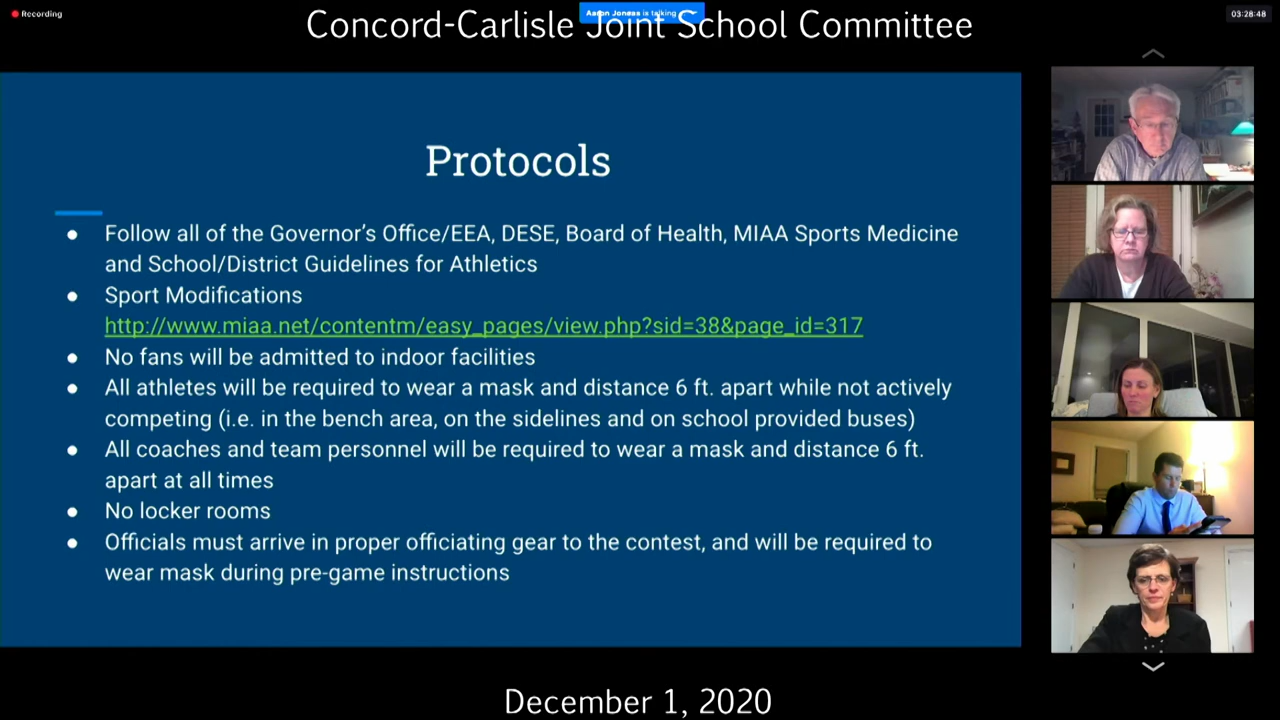 Recording
Aaron Jonøas is talking
03:28:48
Concord-Carlisle Joint School Committee
Protocols
● Follow all of the Governor's Office/EEA, DESE, Board of Health, MIAA Sports Medicine
and School/District Guidelines for Athletics
● Sport Modifications
http://www.miaa.net/contentm/easy_pages/view.php?sid=38&page_id=317
● No fans will be admitted to indoor facilities
● All athletes will be required to wear a mask and distance 6 ft. apart while not actively
competing (i.e. in the bench area, on the sidelines and on school provided buses)
● All coaches and team personnel will be required to wear a mask and distance 6 ft.
apart at all times
● No locker rooms
● Officials must arrive in proper officiating gear to the contest, and will be required to
wear mask during pre-game instructions
December 1, 2020